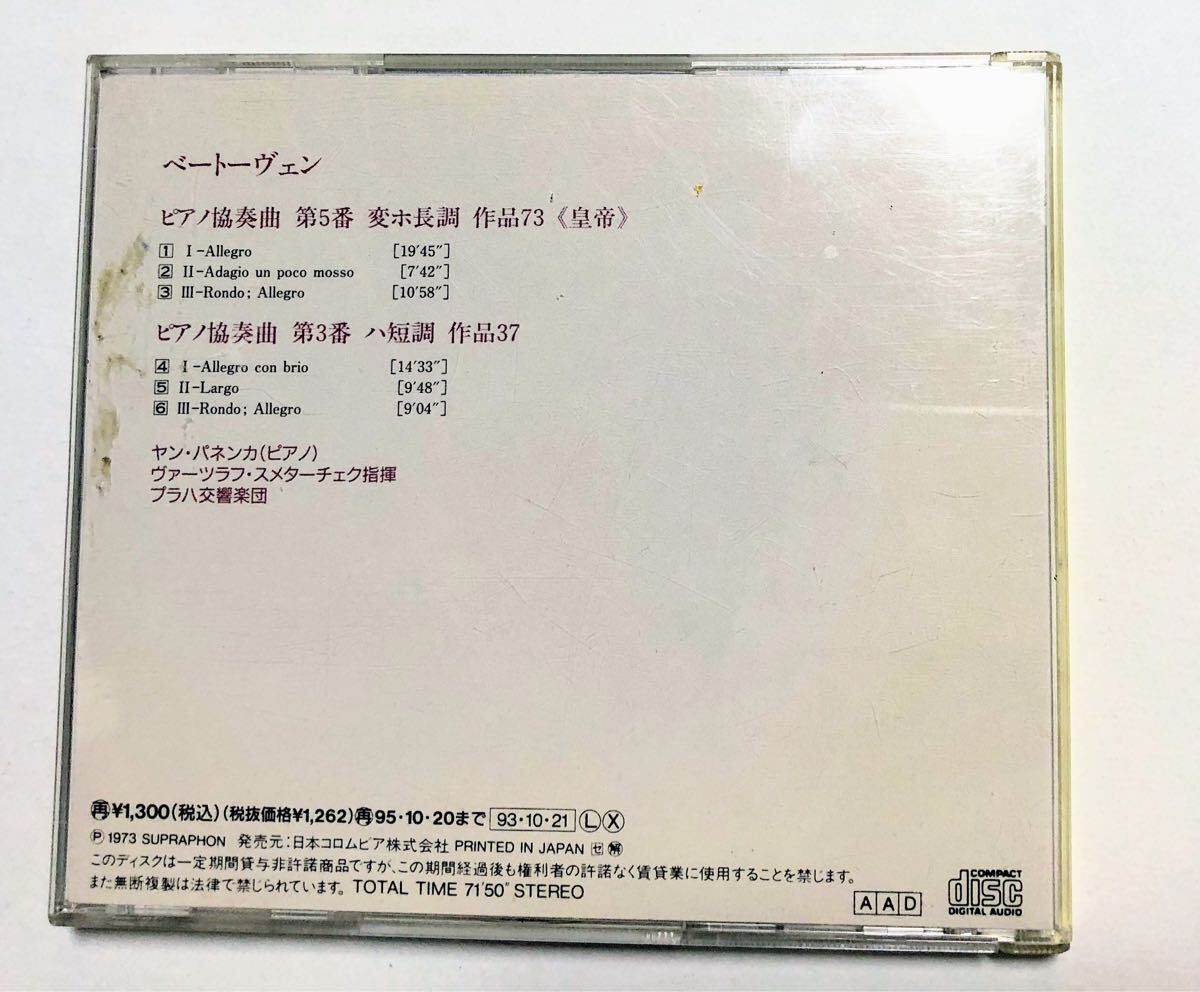 ベートーヴェン
ピアノ協奏曲 第5番 変ホ長調 作品73《皇帝》
1 I-Allegro [19′45″]
2 II-Adagio un poco mosso [7′42″]
3 III-Rondo; Allegro [10′58″]
ピアノ協奏曲 第3番 ハ短調 作品37
4 I-Allegro con brio [14′33″]
5 II-Largo [9′48″]
6 III-Rondo; Allegro [9′04″]
ヤン・パネンカ(ピアノ)
ヴァーツラフ・スメターチェク指揮
プラハ交響楽団
㊢¥1,300(税込)(税抜価格¥1,262)再95・10・20まで 93・10・21 Ⓛ Ⓧ
Ⓟ 1973 SUPRAPHON 発売元:日本コロムビア株式会社 PRINTED IN JAPAN セ 解
このディスクは一定期間貸与非許諾商品ですが、この期間経過後も権利者の許諾なく賃貸業に使用することを禁じます。
また無断複製は法律で禁じられています。 TOTAL TIME 71′50″ STEREO
A A D
COMPACT
disc
DIGITAL AUDIO